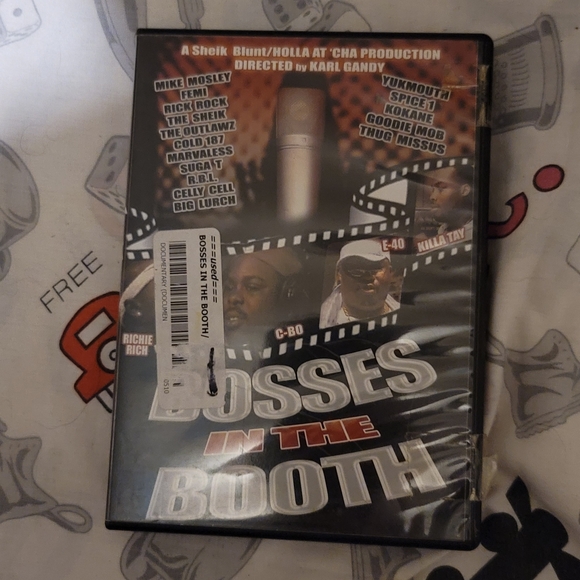 A Sheik Blunt/HOLLA AT 'CHA PRODUCTION
DIRECTED by KARL GANDY
MIKE MOSLEY
FEMI
RICK ROCK
THE SHEIK
THE OUTLAWZ
COLD 187
MARVALESS
SUGA T
R.B.L.
CELLY CELL
BIG LURCH
YUKMOUTH
SPICE 1
KOKANE
GOODIE MOB
THUG MISSUS
E-40
KILLA TAY
C-BO
RICHIE
RICH
===used===
BOSSES IN THE BOOTH/
DOCUMENTARY (DOCUMEN
BOSSES
IN THE
BOOTH
FREE